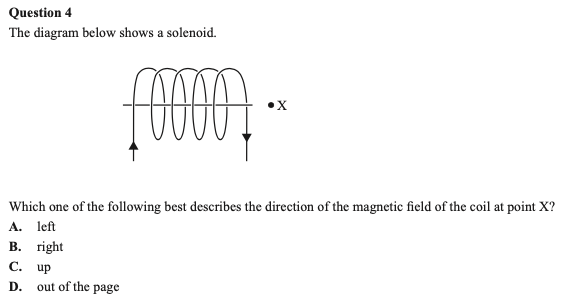 Question 4
The diagram below shows a solenoid.
X
Which one of the following best describes the direction of the magnetic field of the coil at point X?
A. left
B. right
C. up
D. out of the page